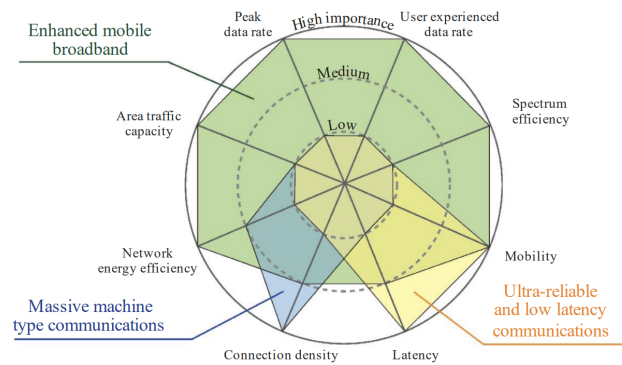 Peak
data rate
High importance
User experienced
data rate
Enhanced mobile
broadband
Medium
Area traffic
capacity
Low
Spectrum
efficiency
Network
energy efficiency
Mobility
Massive machine
type communications
Ultra-reliable
and low latency
communications
Connection density
Latency